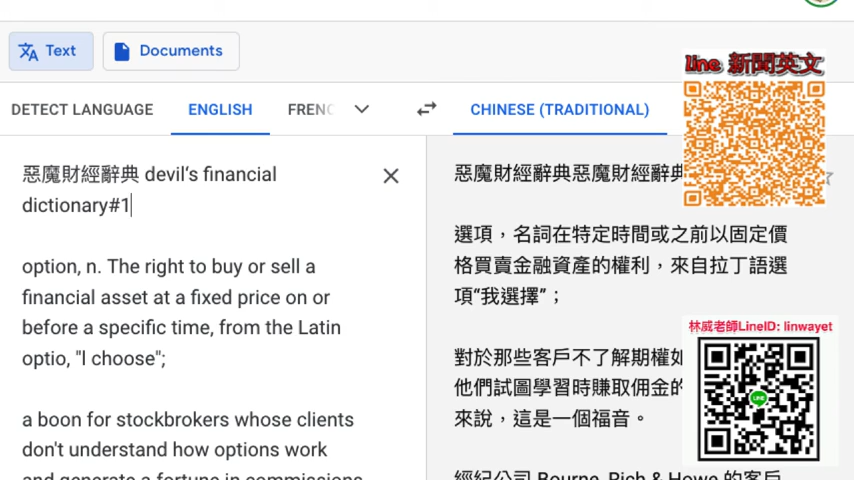 Text
Documents
line 新聞英文
DETECT LANGUAGE
ENGLISH
CHINESE (TRADITIONAL)
惡魔財經辭典 devil's financial
dictionary#1
option, n. The right to buy or sell a
financial asset at a fixed price on or
before a specific time, from the Latin
optio, "I choose";
a boon for stockbrokers whose clients
don't understand how options work
and generate a fortune in commissions
惡魔財經辭典惡魔財經辭典
選項，名詞在特定時間或之前以固定價
格買賣金融資產的權利，來自拉丁語選
項“我選擇”；
對於那些客戶不了解期權如
他們試圖學習時賺取佣金的
來說，這是一個福音。
經紀公司 Bourne, Rich & Howe 的客戶
林威老師LineID: linwayet
LINE